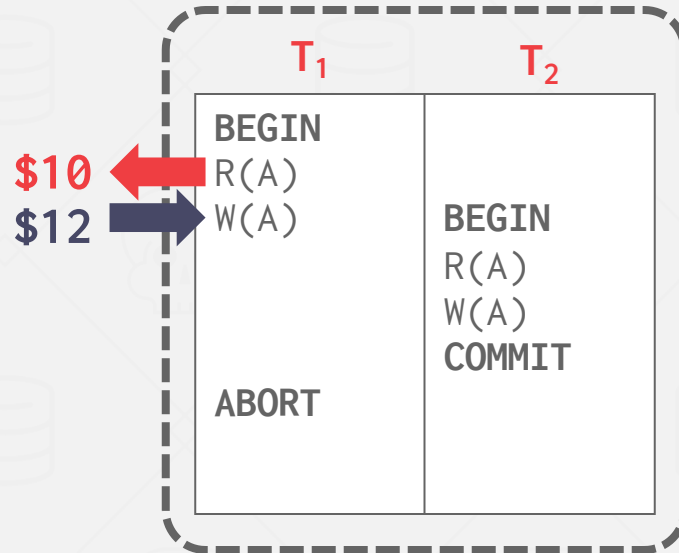 T₁ T₂
BEGIN
$10 R(A)
$12 W(A) BEGIN
R(A)
W(A)
COMMIT
ABORT